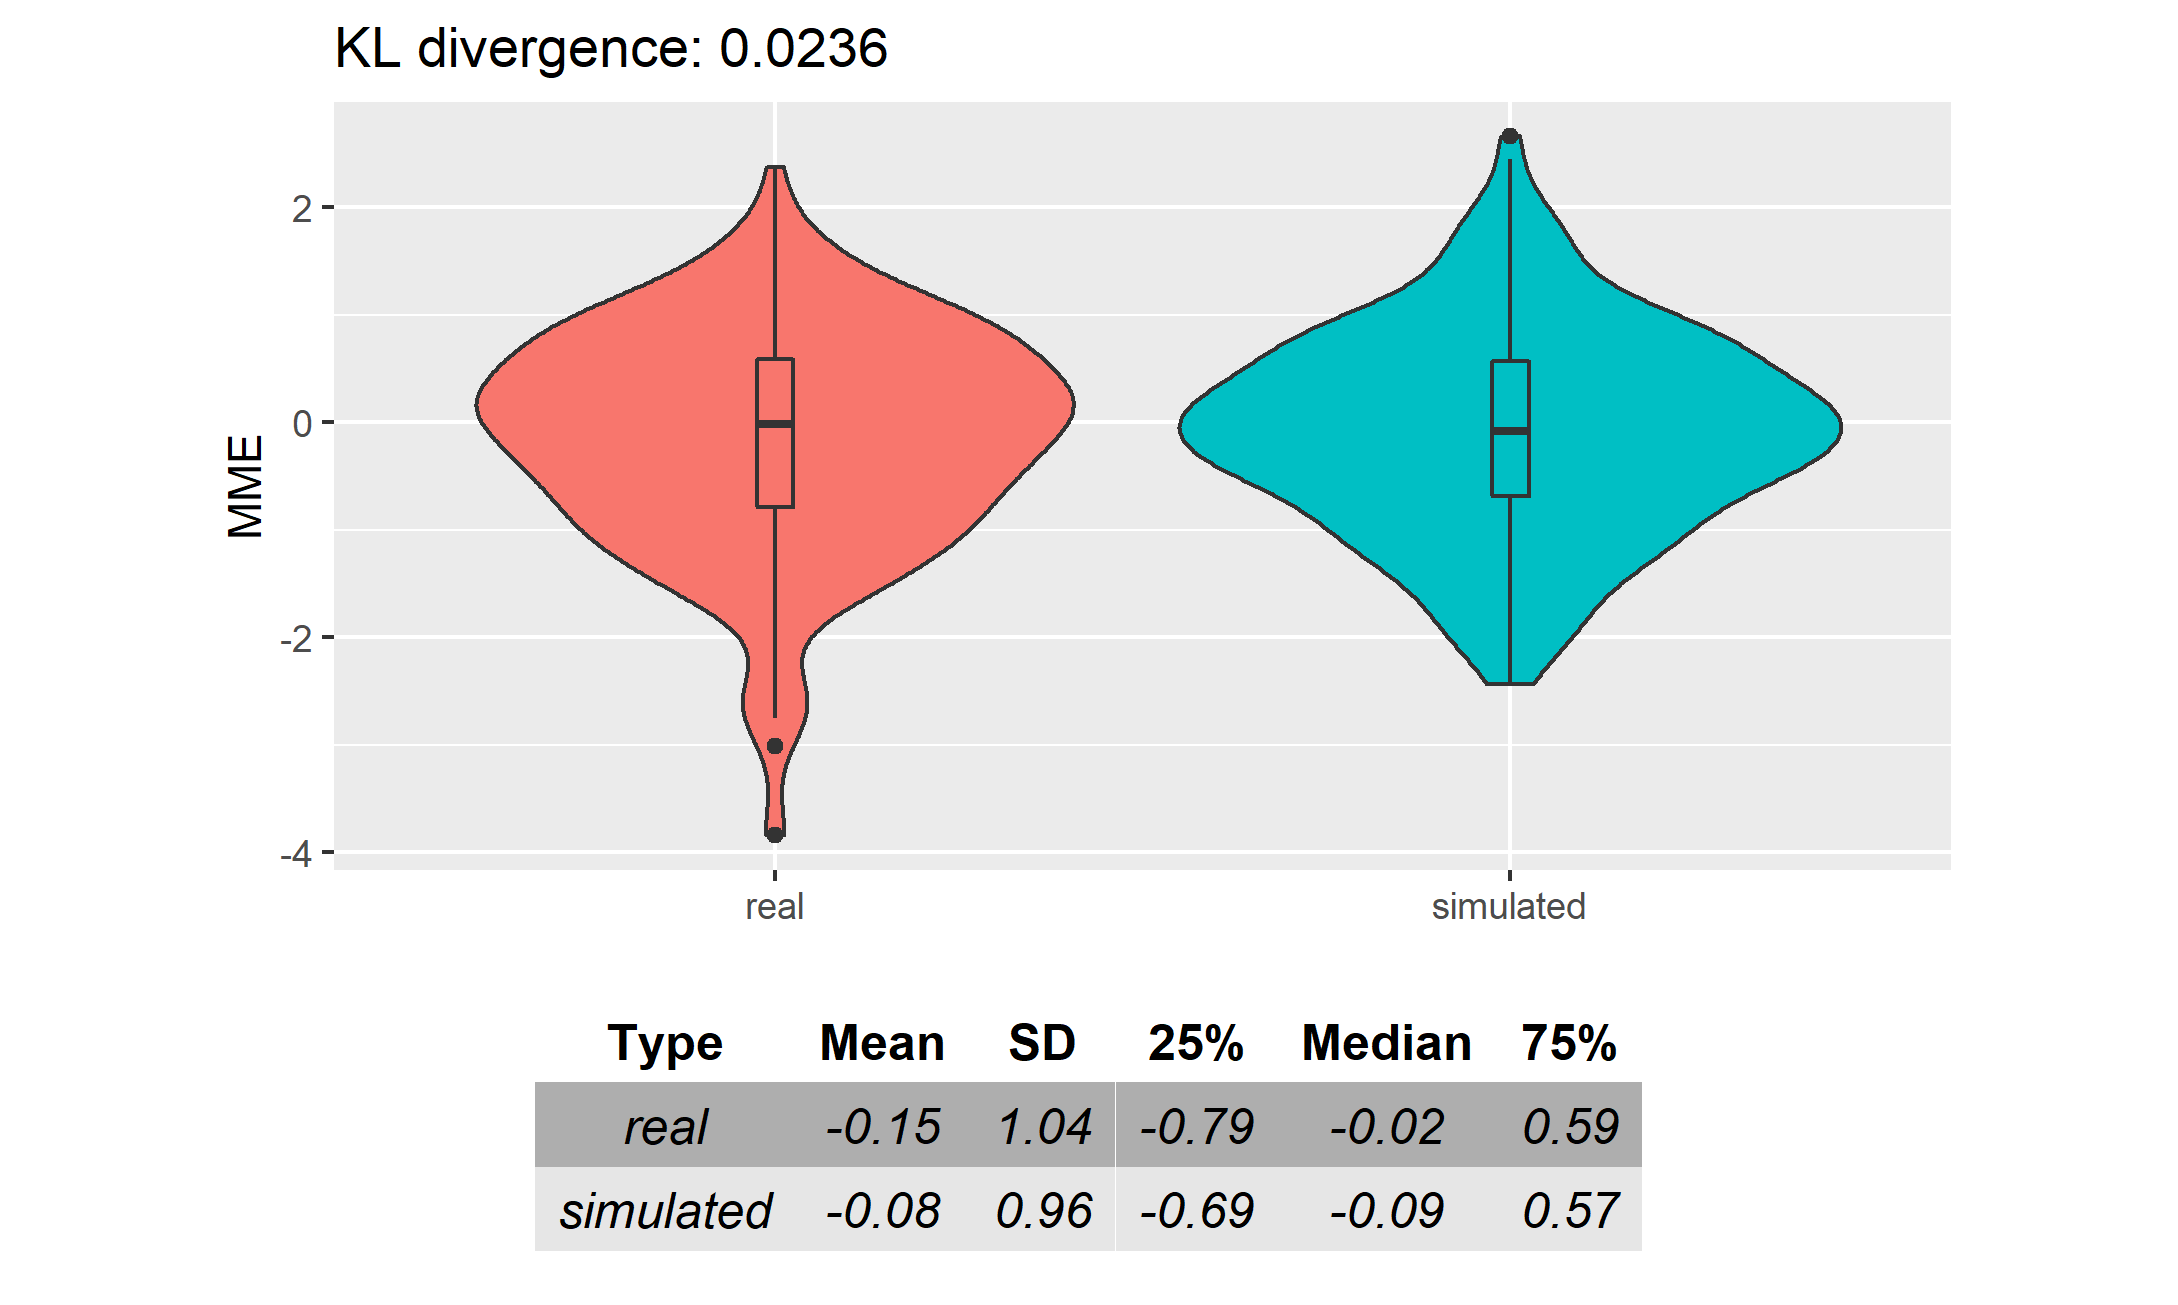 KL divergence: 0.0236
MME
2
0
-2
-4
real simulated
Type Mean SD 25% Median 75%
real -0.15 1.04 -0.79 -0.02 0.59
simulated -0.08 0.96 -0.69 -0.09 0.57